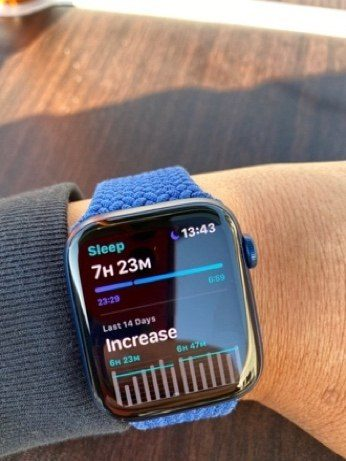 Sleep 13:43
7H 23M
23:29 6:59
Last 14 Days
Increase
6H 23M 6H 47M